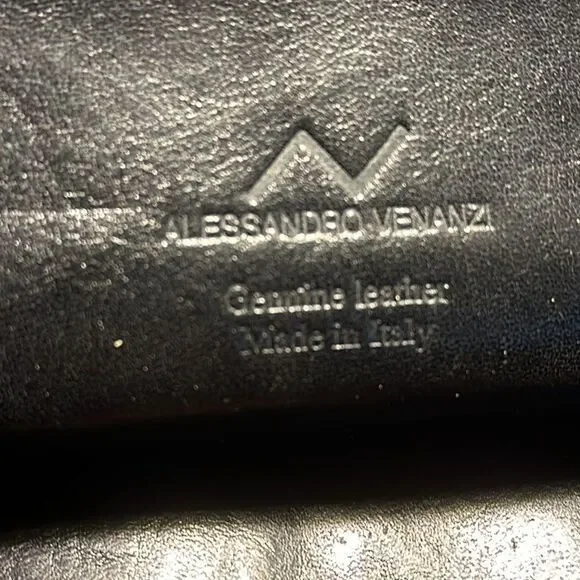 ALESSANDRO VENANZI
Genuine leather
Made in Italy